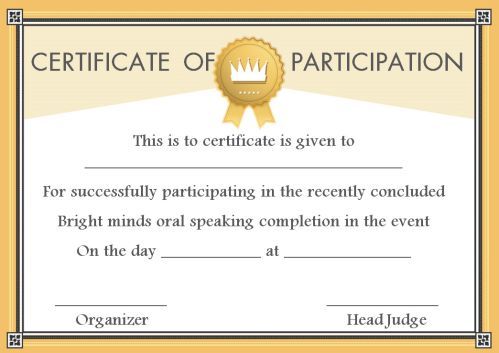 CERTIFICATE OF PARTICIPATION
This is to certificate is given to
For successfully participating in the recently concluded
Bright minds oral speaking completion in the event
On the day ____________ at _______________
Organizer Head Judge